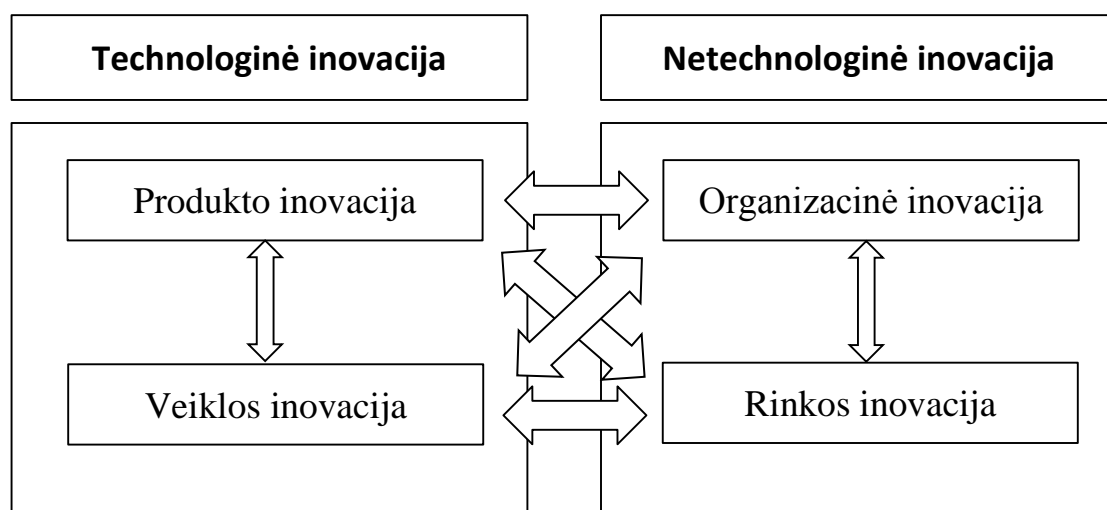 Technologinė inovacija
Netechnologinė inovacija
Produkto inovacija
Organizacinė inovacija
Veiklos inovacija
Rinkos inovacija